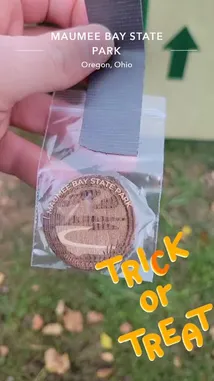 MAUMEE BAY STATE
PARK
Oregon, Ohio
MAUMEE BAY STATE PARK
TRICK
or
TREAT